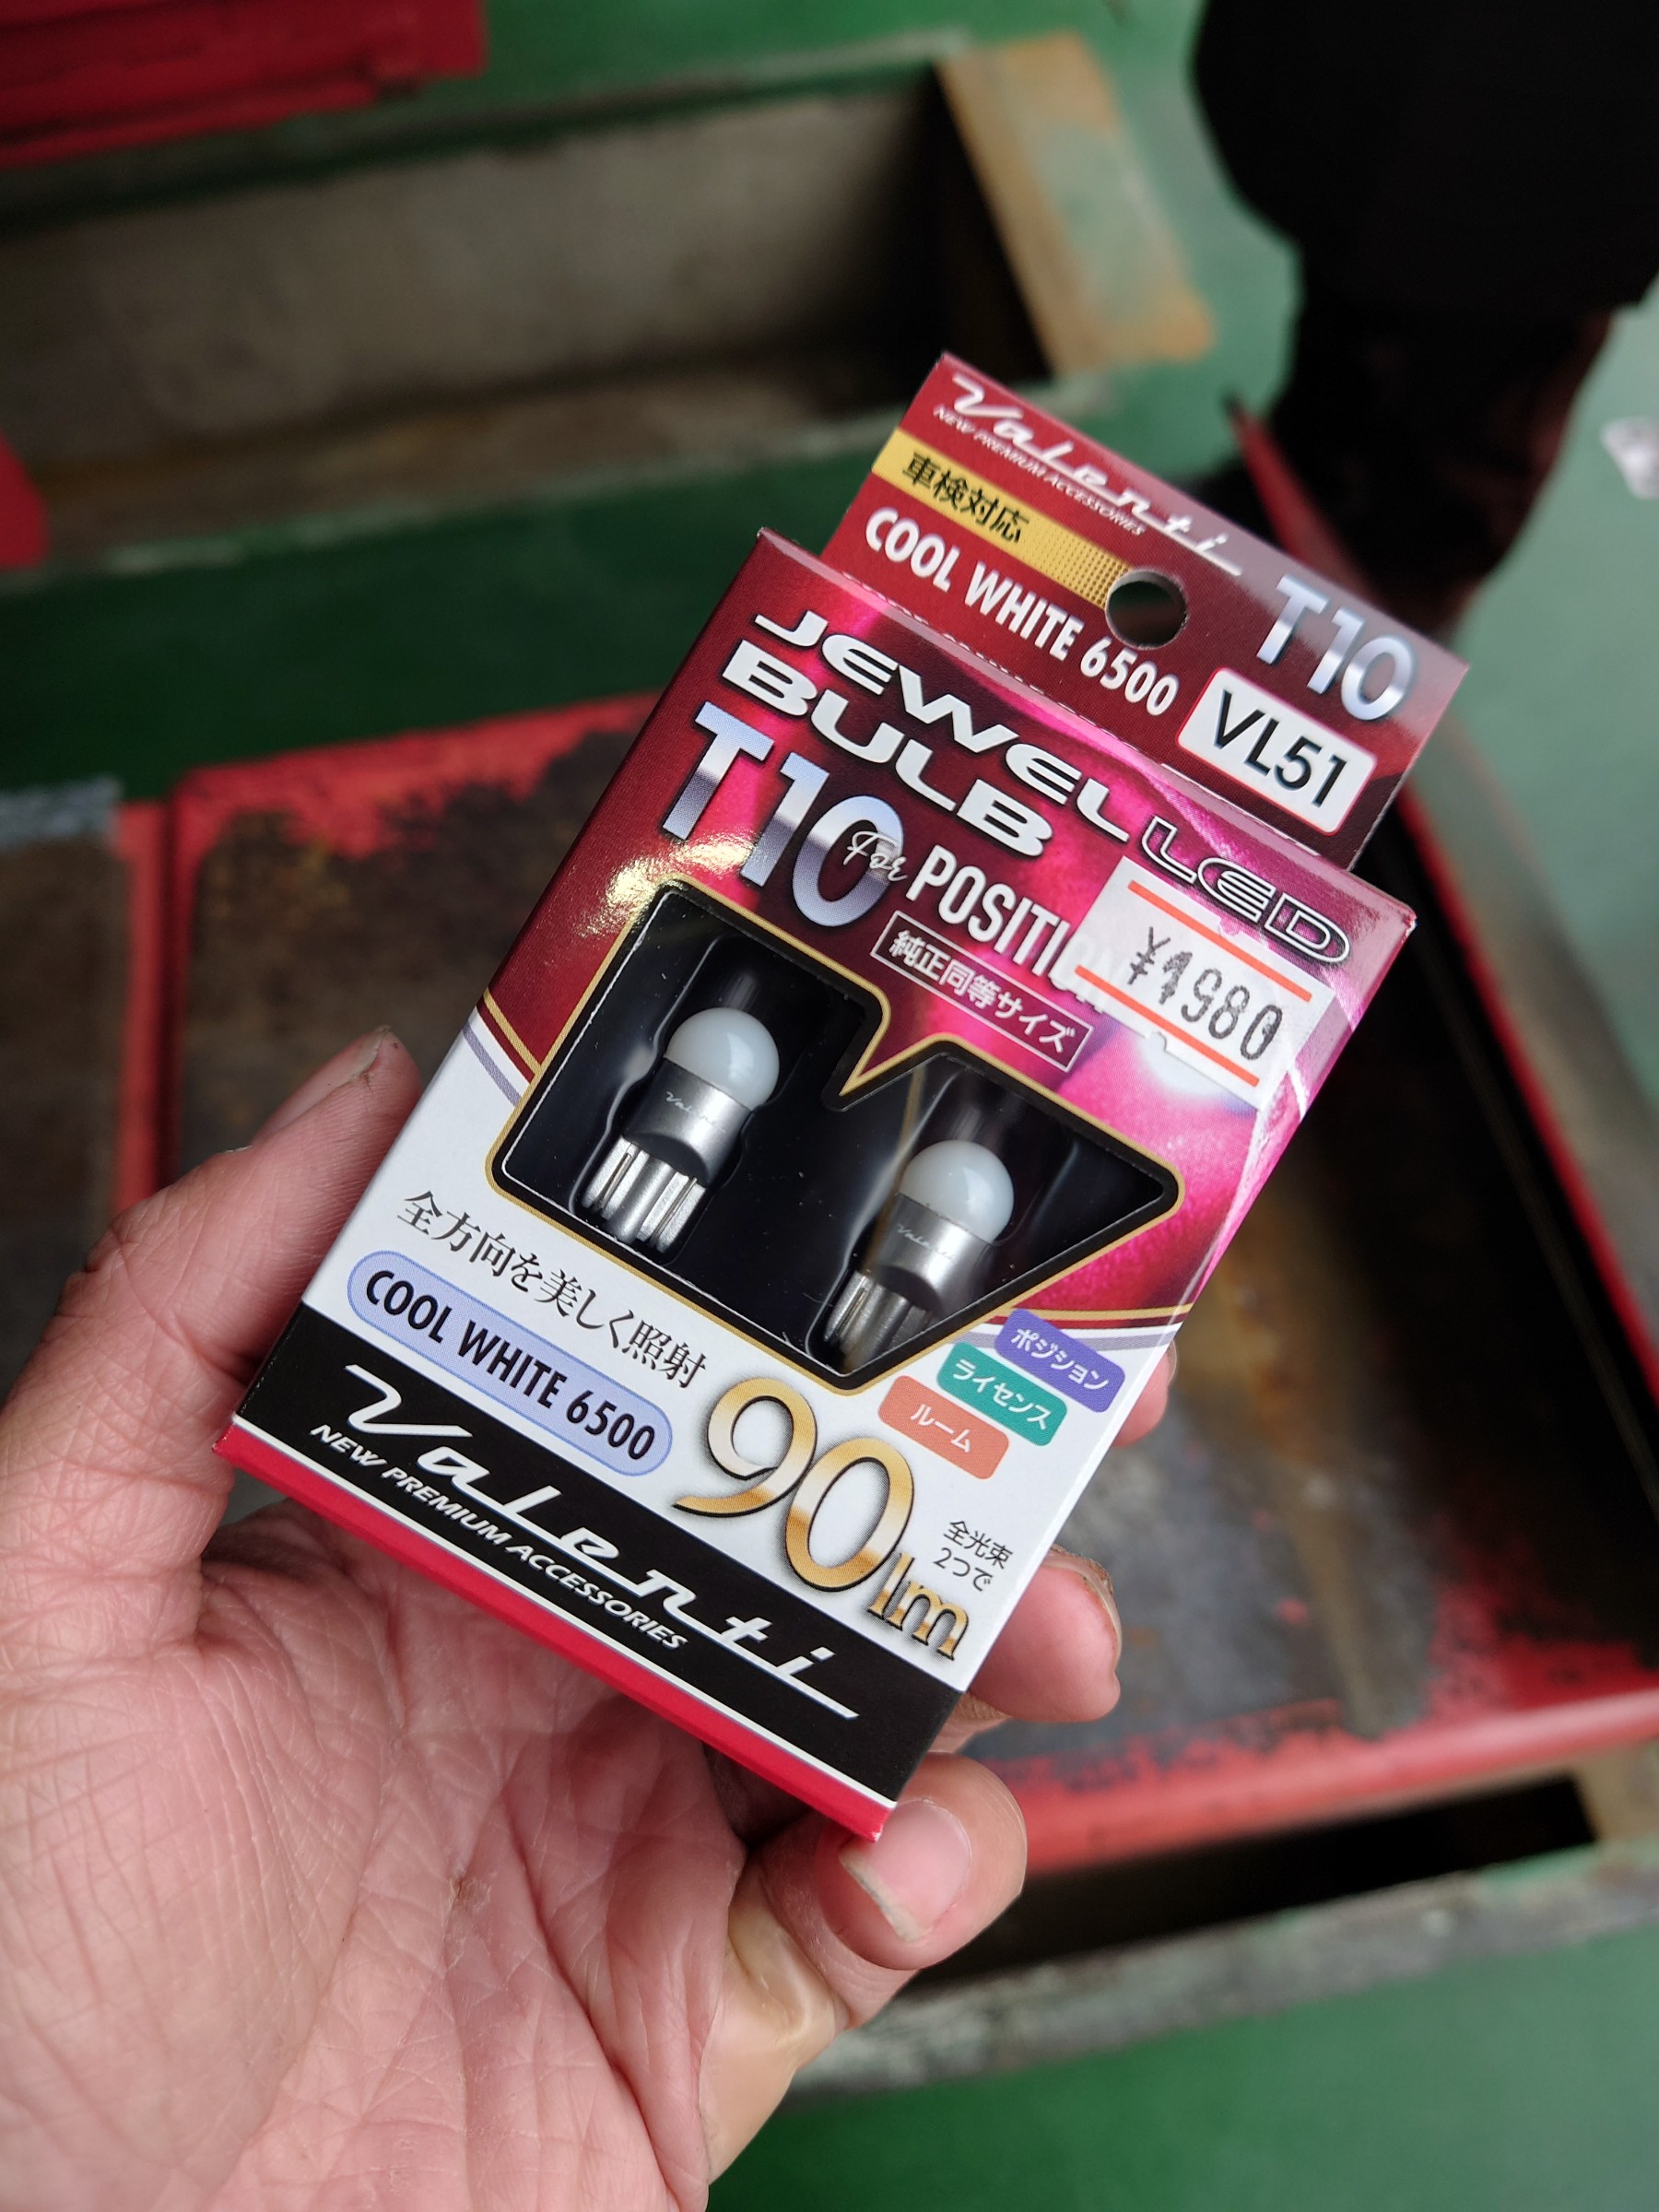 Valenti
NEW PREMIUM ACCESSORIES
車検対応
COOL WHITE 6500
T10
VL51
JEWEL LED
BULB
T10 For POSITION
純正同等サイズ
¥1980
Valenti
Valenti
全方向を美しく照射
COOL WHITE 6500
ポジション
ライセンス
ルーム
90lm
全光束
2つで
Valenti
NEW PREMIUM ACCESSORIES